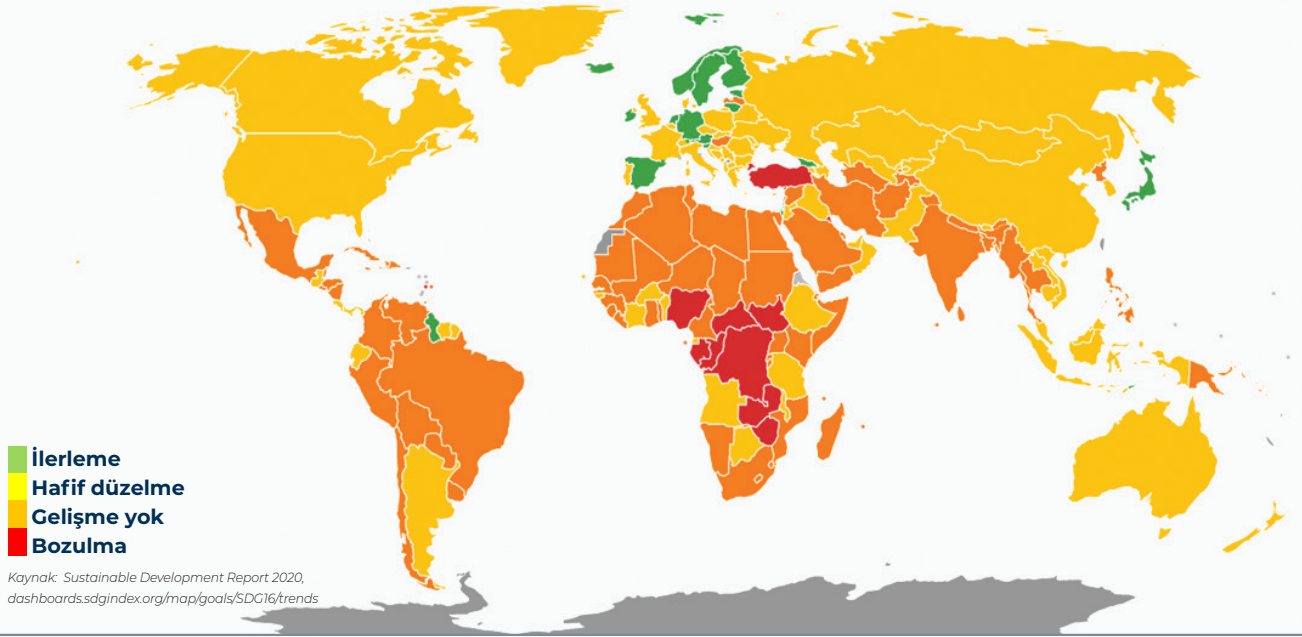 İlerleme
Hafif düzelme
Gelişme yok
Bozulma
Kaynak: Sustainable Development Report 2020,
dashboards.sdgindex.org/map/goals/SDG16/trends